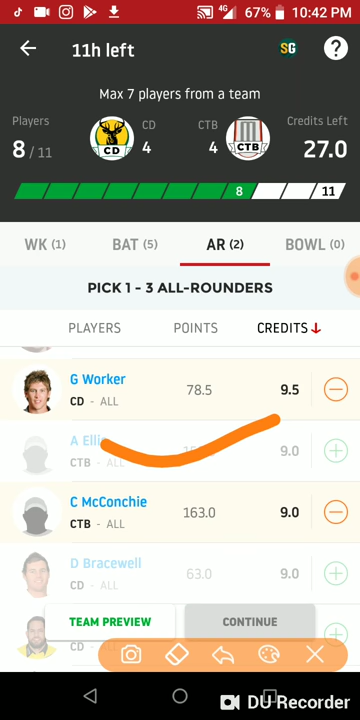 4G 67% 10:42 PM
11h left SG ?
Max 7 players from a team
Players CD CTB Credits Left
8 / 11 CD 4 4 CTB 27.0
8 11
WK (1) BAT (5) AR (2) BOWL (0)
PICK 1 - 3 ALL-ROUNDERS
PLAYERS POINTS CREDITS
G Worker
78.5 9.5
CD - ALL
A Elli
9.0
CTB - ALL
C McConchie
163.0 9.0
CTB - ALL
D Bracewell
63.0 9.0
CD - ALL
TEAM PREVIEW CONTINUE
CD
DU Recorder